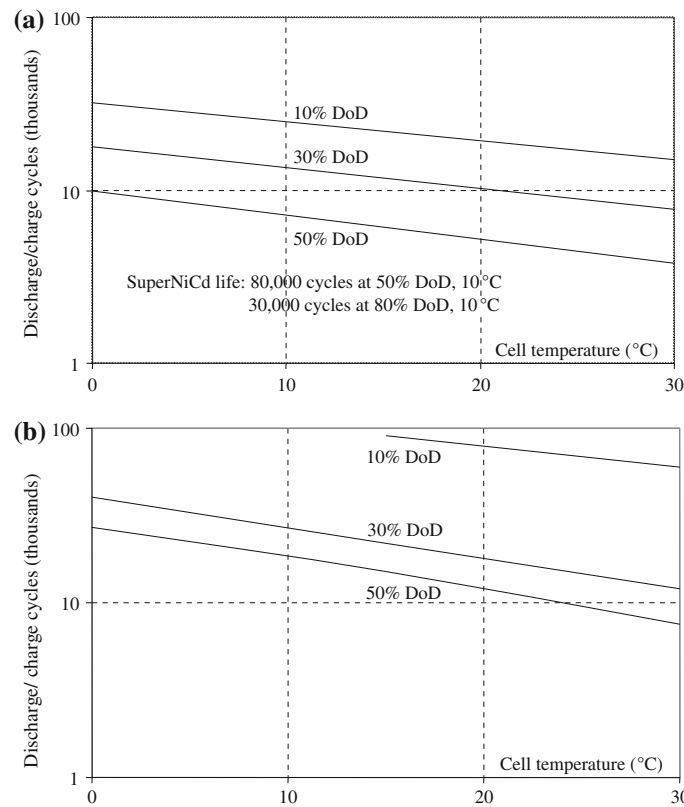 (a)
100
10
1
Discharge/charge cycles (thousands)
10% DoD
30% DoD
50% DoD
SuperNiCd life: 80,000 cycles at 50% DoD, 10 °C
30,000 cycles at 80% DoD, 10 °C
Cell temperature (°C)
0
10
20
30
(b)
100
10
1
Discharge/ charge cycles (thousands)
10% DoD
30% DoD
50% DoD
Cell temperature (°C)
0
10
20
30